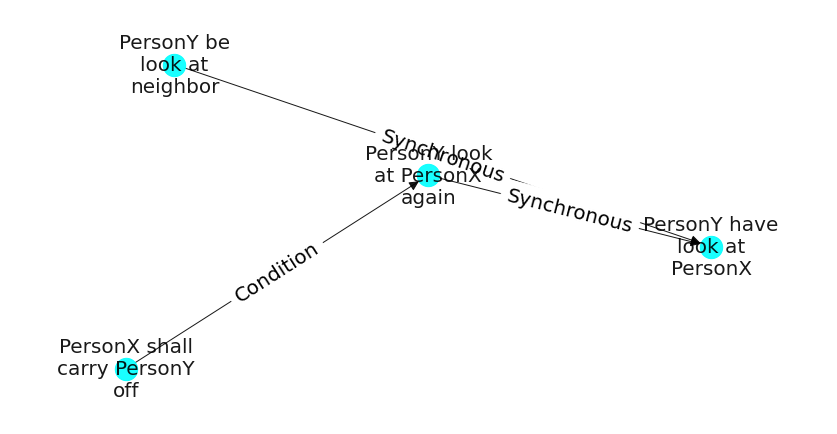 PersonY be
look at
neighbor
Synchronous
PersonY look
at PersonX
again
Synchronous
PersonY have
look at
PersonX
Condition
PersonX shall
carry PersonY
off